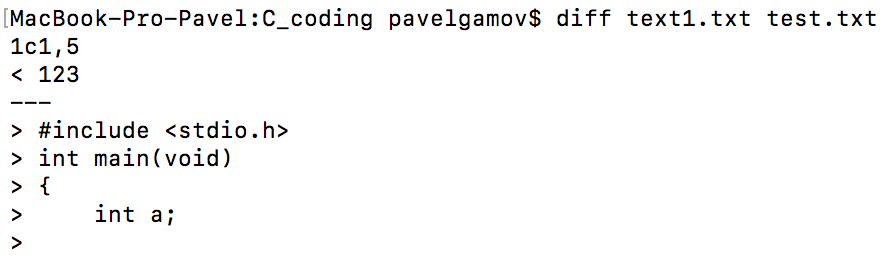 [MacBook-Pro-Pavel:C_coding pavelgamov$ diff text1.txt test.txt
1c1,5
< 123
---
> #include <stdio.h>
> int main(void)
> {
>     int a;
>